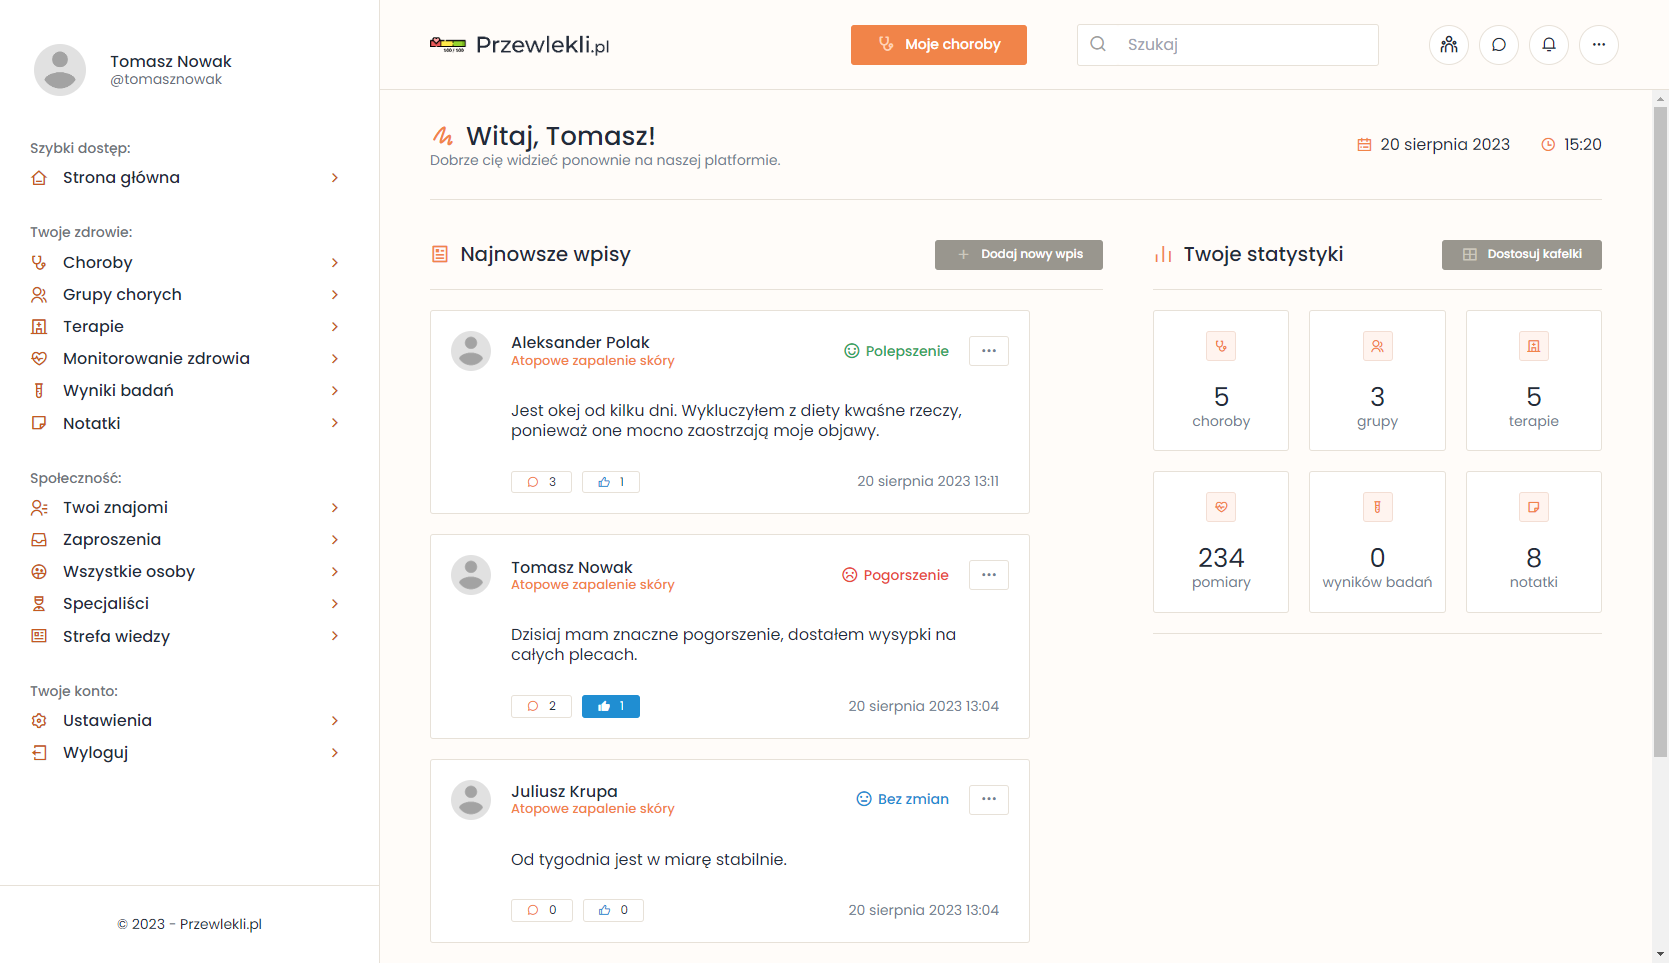 Tomasz Nowak
@tomasznowak
Szybki dostęp:
Strona główna
Twoje zdrowie:
Choroby
Grupy chorych
Terapie
Monitorowanie zdrowia
Wyniki badań
Notatki
Społeczność:
Twoi znajomi
Zaproszenia
Wszystkie osoby
Specjaliści
Strefa wiedzy
Twoje konto:
Ustawienia
Wyloguj
© 2023 - Przewlekli.pl
100 / 100
Przewlekli.pl
Moje choroby
Szukaj
Witaj, Tomasz!
Dobrze cię widzieć ponownie na naszej platformie.
20 sierpnia 2023
15:20
Najnowsze wpisy
Dodaj nowy wpis
Aleksander Polak
Atopowe zapalenie skóry
Polepszenie
Jest okej od kilku dni. Wykluczyłem z diety kwaśne rzeczy,
ponieważ one mocno zaostrzają moje objawy.
3
1
20 sierpnia 2023 13:11
Tomasz Nowak
Atopowe zapalenie skóry
Pogorszenie
Dzisiaj mam znaczne pogorszenie, dostałem wysypki na
całych plecach.
2
1
20 sierpnia 2023 13:04
Juliusz Krupa
Atopowe zapalenie skóry
Bez zmian
Od tygodnia jest w miarę stabilnie.
0
0
20 sierpnia 2023 13:04
Twoje statystyki
Dostosuj kafelki
5
choroby
3
grupy
5
terapie
234
pomiary
0
wyników badań
8
notatki